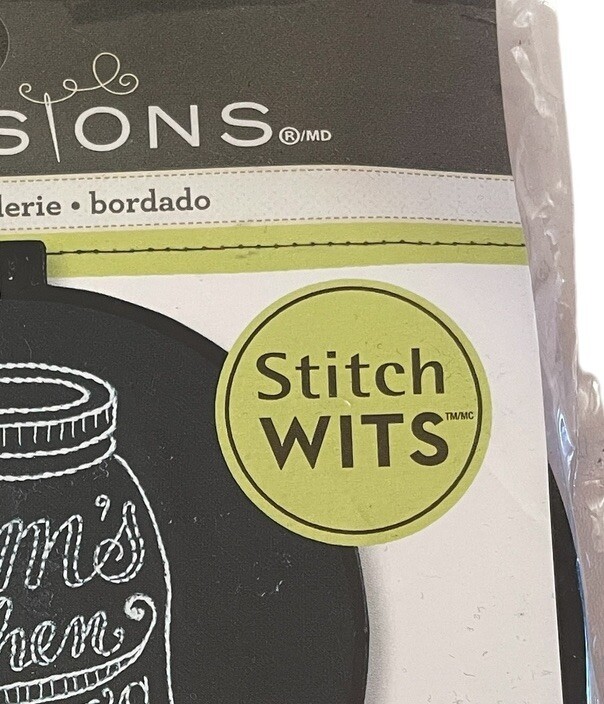 SIONS®/MD
lerie • bordado
Stitch
WITS™/MC
m's
hen